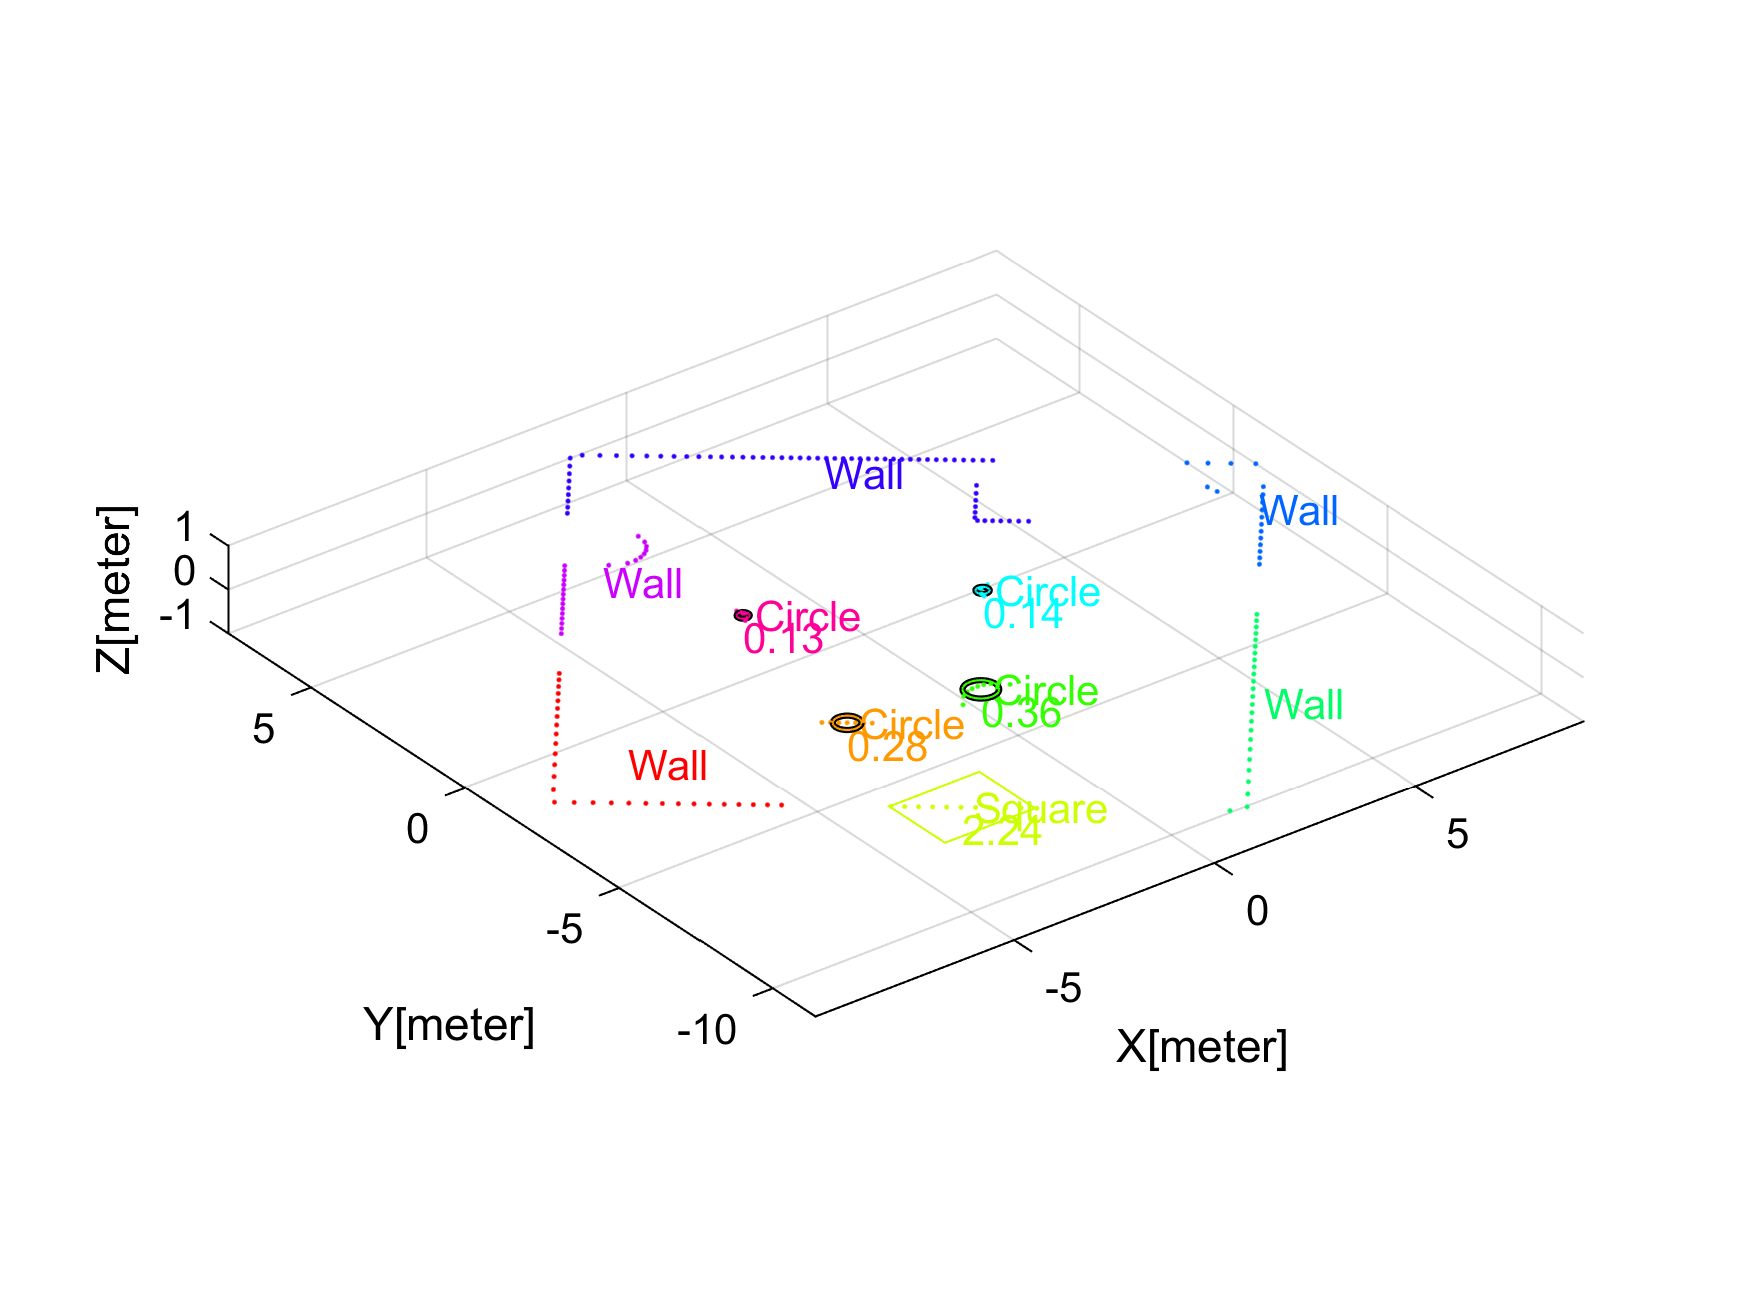 Wall
Wall
Wall
Circle
0.14
Circle
0.13
Circle
0.36
Circle
0.28
Wall
Wall
Square
2.24
Z[meter]
1
0
-1
5
0
-5
-10
Y[meter]
5
0
-5
X[meter]